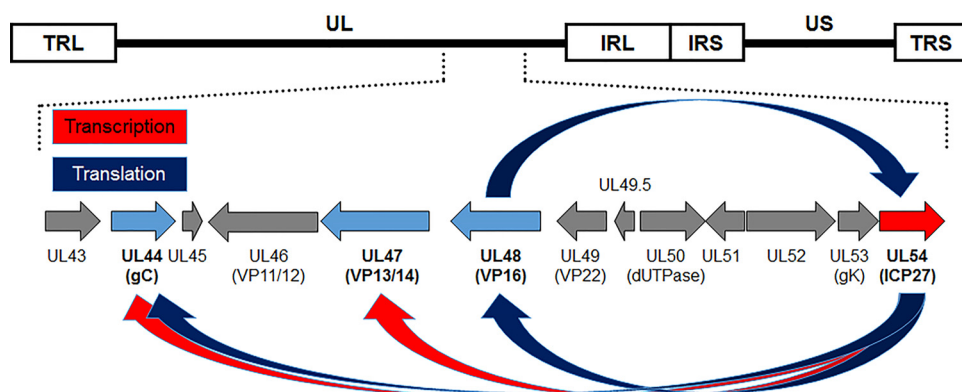 UL
US
TRL
IRL
IRS
TRS
Transcription
Translation
UL49.5
UL43
UL44
(gC)
UL45
UL46
(VP11/12)
UL47
(VP13/14)
UL48
(VP16)
UL49
(VP22)
UL50
(dUTPase)
UL51
UL52
UL53
(gK)
UL54
(ICP27)